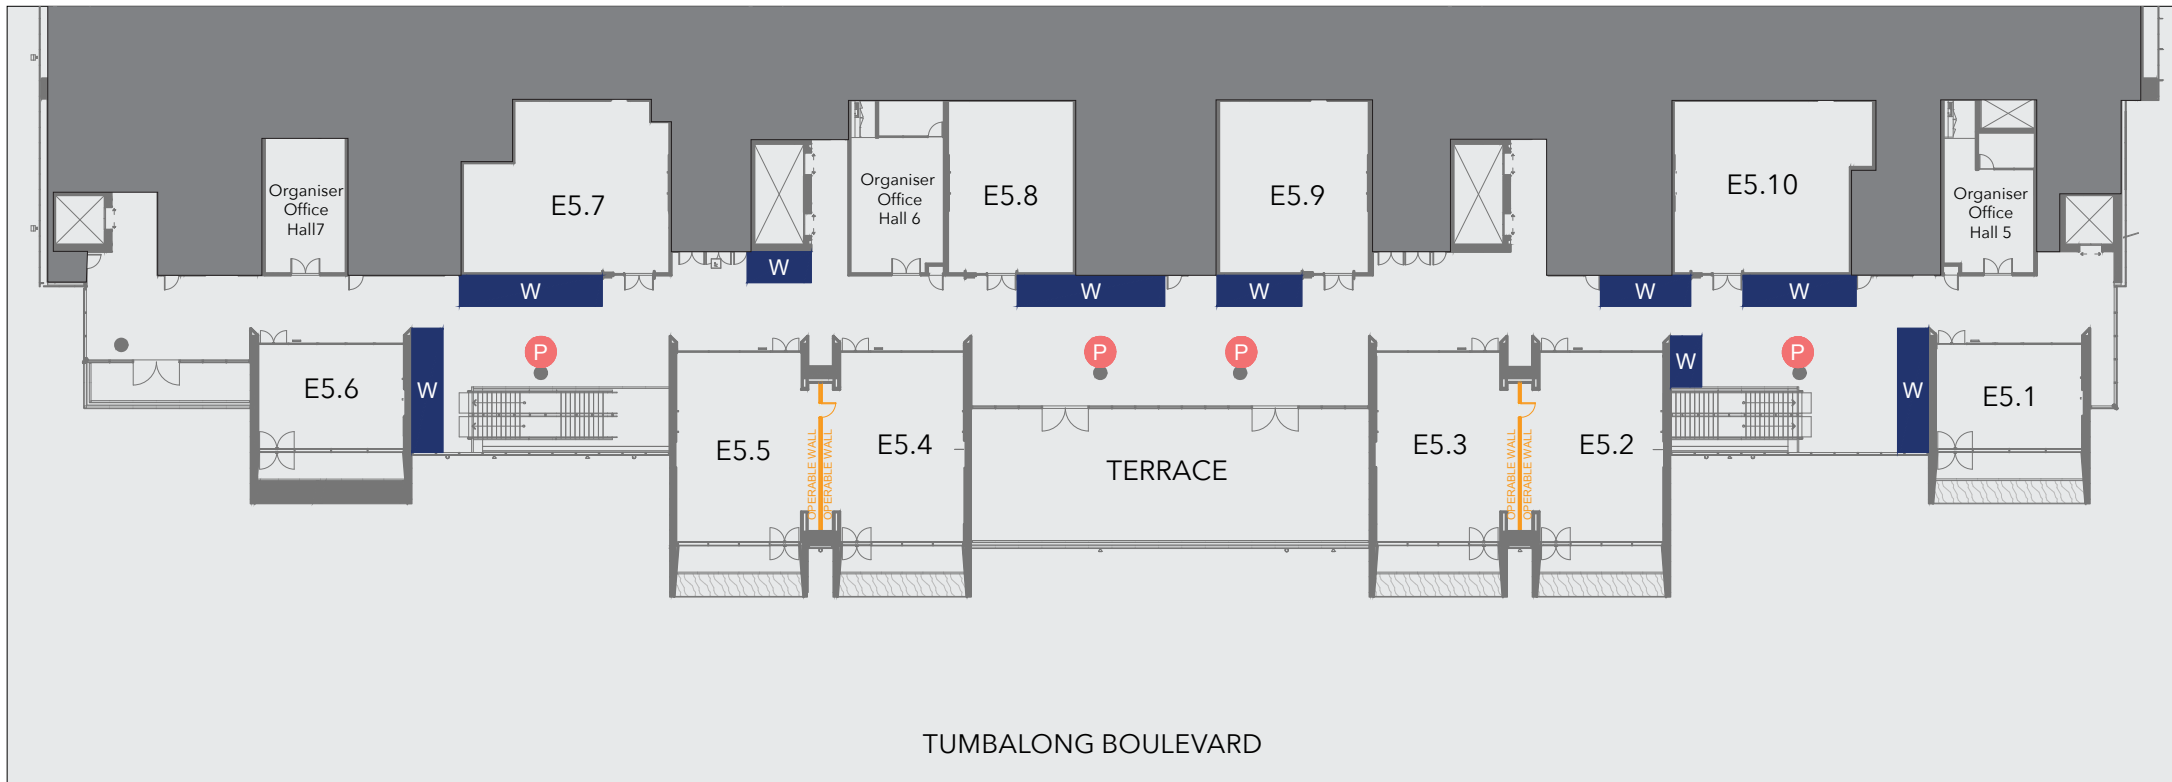 Organiser
Office
Hall7
E5.7
Organiser
Office
Hall 6
E5.8
E5.9
E5.10
Organiser
Office
Hall 5
W
W
W
W
W
W
P
P
P
P
E5.6
W
E5.5
OPERABLE WALL
OPERABLE WALL
E5.4
TERRACE
E5.3
OPERABLE WALL
OPERABLE WALL
E5.2
W
W
E5.1
TUMBALONG BOULEVARD